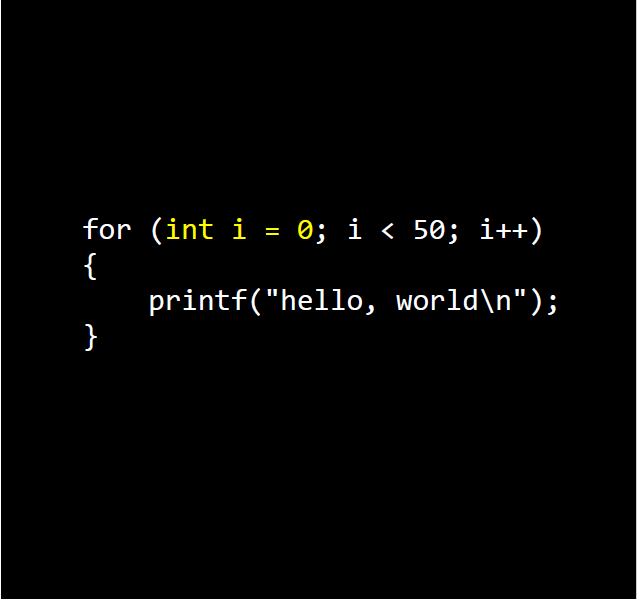 for (int i = 0; i < 50; i++)
{
    printf("hello, world\n");
}